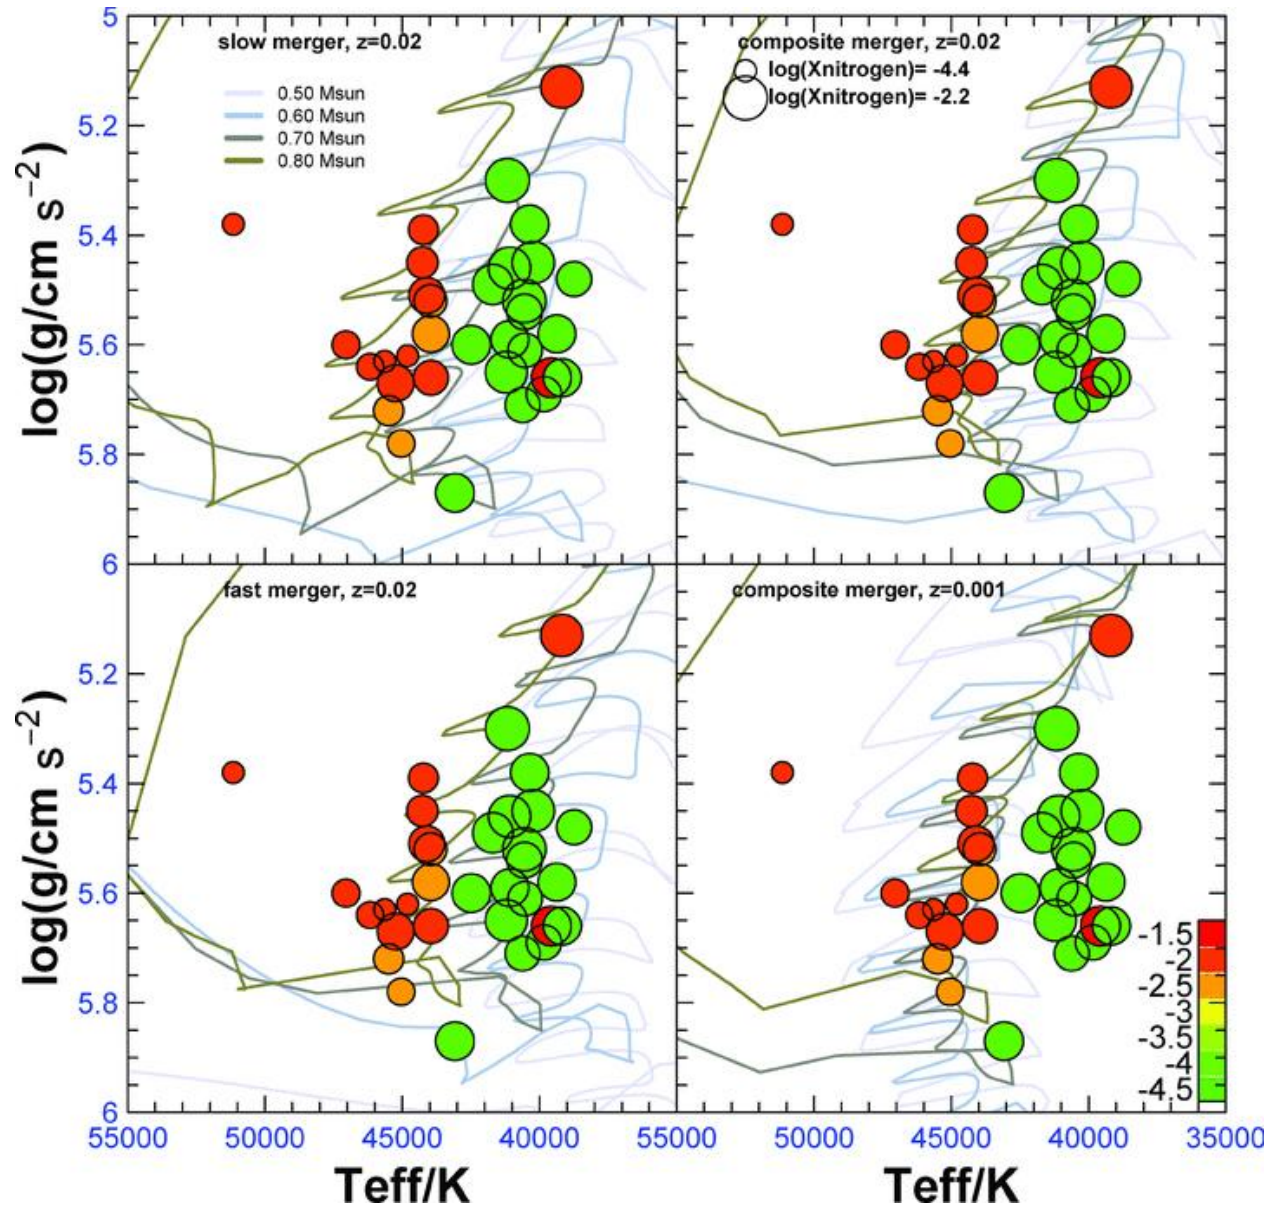 slow merger, z=0.02
0.50 Msun
0.60 Msun
0.70 Msun
0.80 Msun
composite merger, z=0.02
log(Xnitrogen)= -4.4
log(Xnitrogen)= -2.2
5
5.2
5.4
5.6
5.8
6
log(g/cm s⁻²)
fast merger, z=0.02
composite merger, z=0.001
5.2
5.4
5.6
5.8
6
log(g/cm s⁻²)
-1.5
-2
-2.5
-3
-3.5
-4
-4.5
55000 50000 45000 40000 55000 50000 45000 40000 35000
Teff/K Teff/K